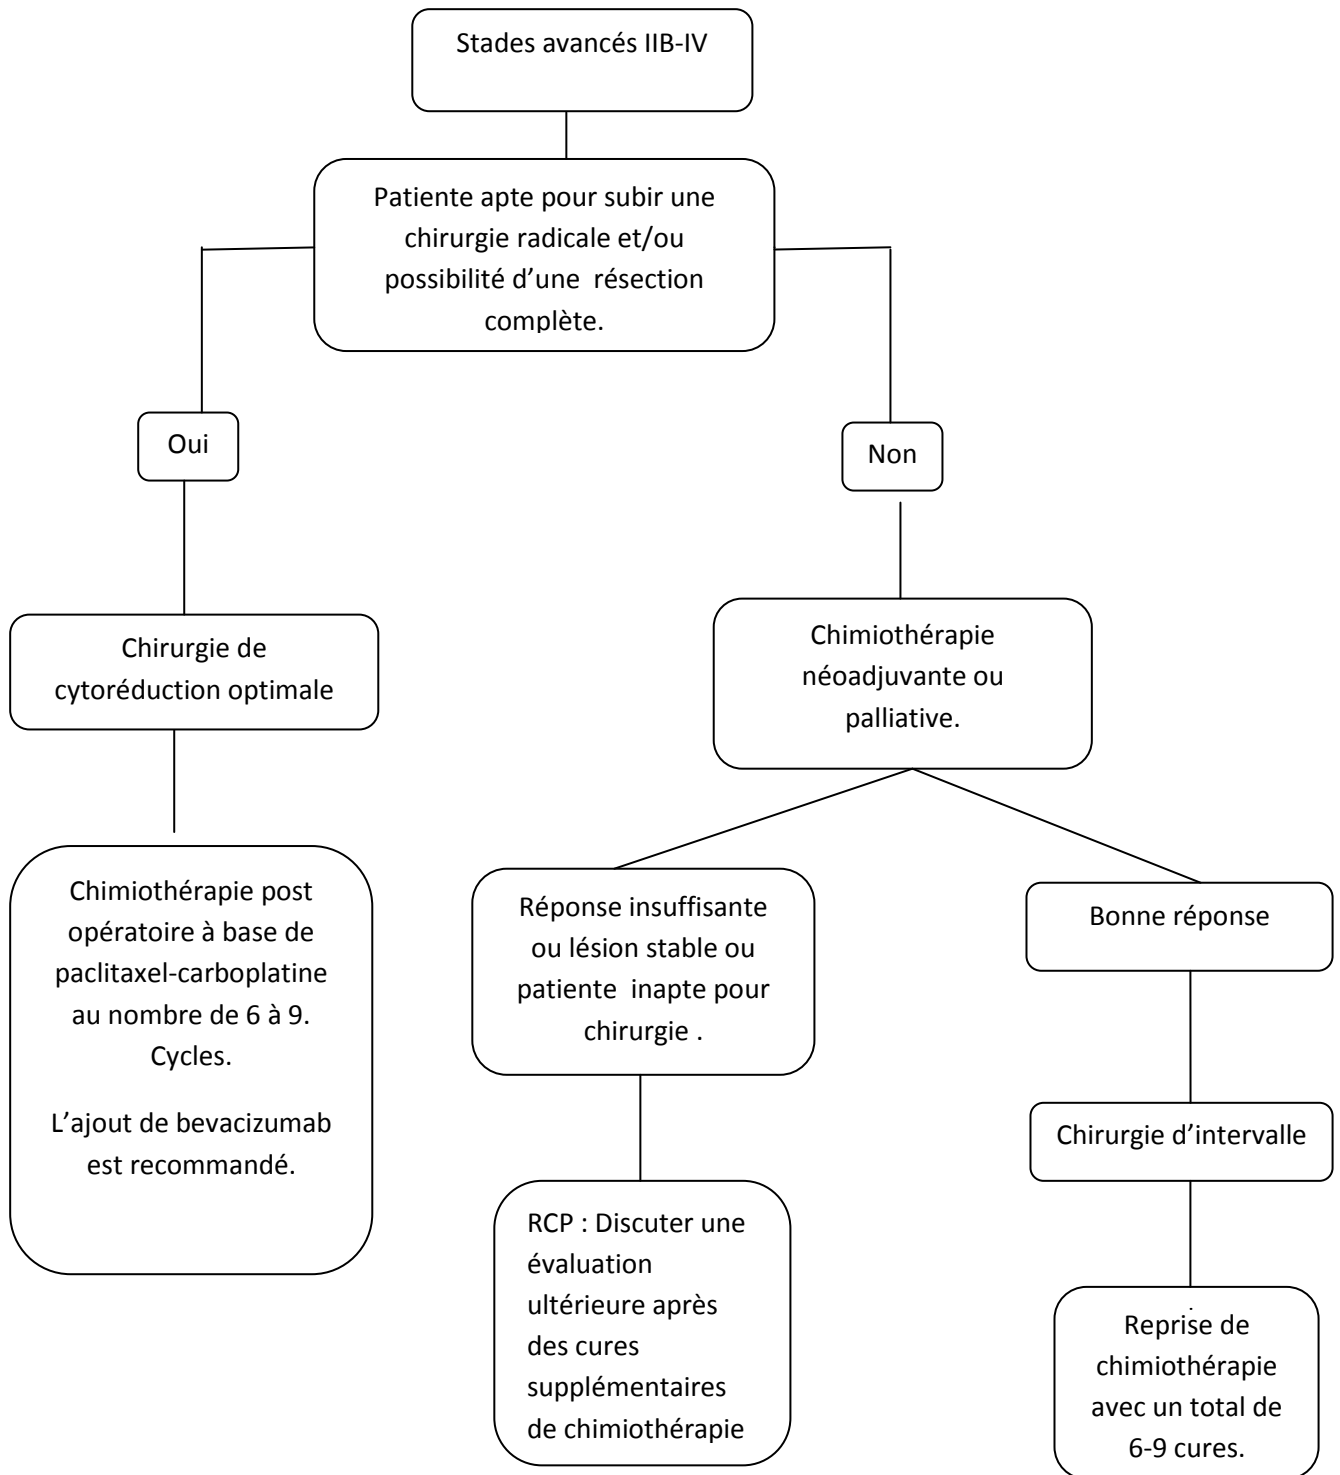 Stades avancés IIB-IV
Patiente apte pour subir une
chirurgie radicale et/ou
possibilité d’une  résection
complète.
Oui
Non
Chirurgie de
cytoréduction optimale
Chimiothérapie
néoadjuvante ou
palliative.
Chimiothérapie post
opératoire à base de
paclitaxel-carboplatine
au nombre de 6 à 9.
Cycles.
L’ajout de bevacizumab
est recommandé.
Réponse insuffisante
ou lésion stable ou
patiente  inapte pour
chirurgie .
Bonne réponse
Chirurgie d’intervalle
RCP : Discuter une
évaluation
ultérieure après
des cures
supplémentaires
de chimiothérapie
Reprise de
chimiothérapie
avec un total de
6-9 cures.